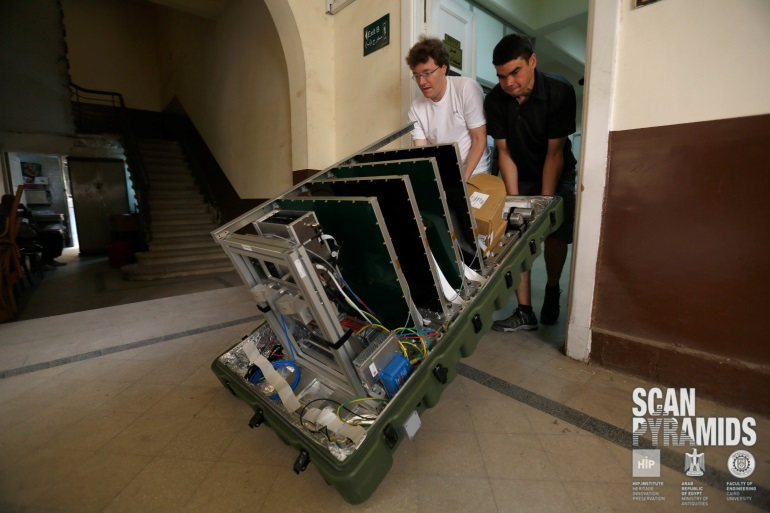 Exit B
SCAN
PYRAMIDS
HIP
HIP.INSTITUTE
HERITAGE
INNOVATION
PRESERVATION
ARAB
REPUBLIC
OF EGYPT
MINISTRY OF
ANTIQUITIES
FACULTY OF
ENGINEERING
CAIRO
UNIVERSITY